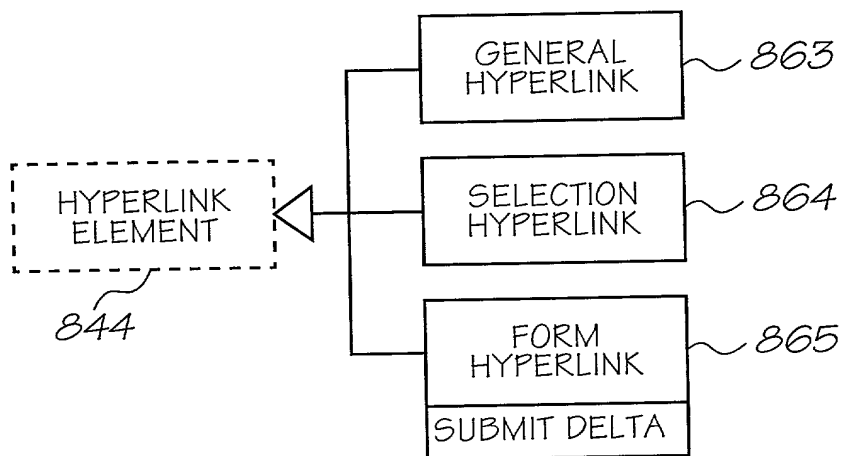 GENERAL
HYPERLINK
863
HYPERLINK
ELEMENT
844
SELECTION
HYPERLINK
864
FORM
HYPERLINK
865
SUBMIT DELTA